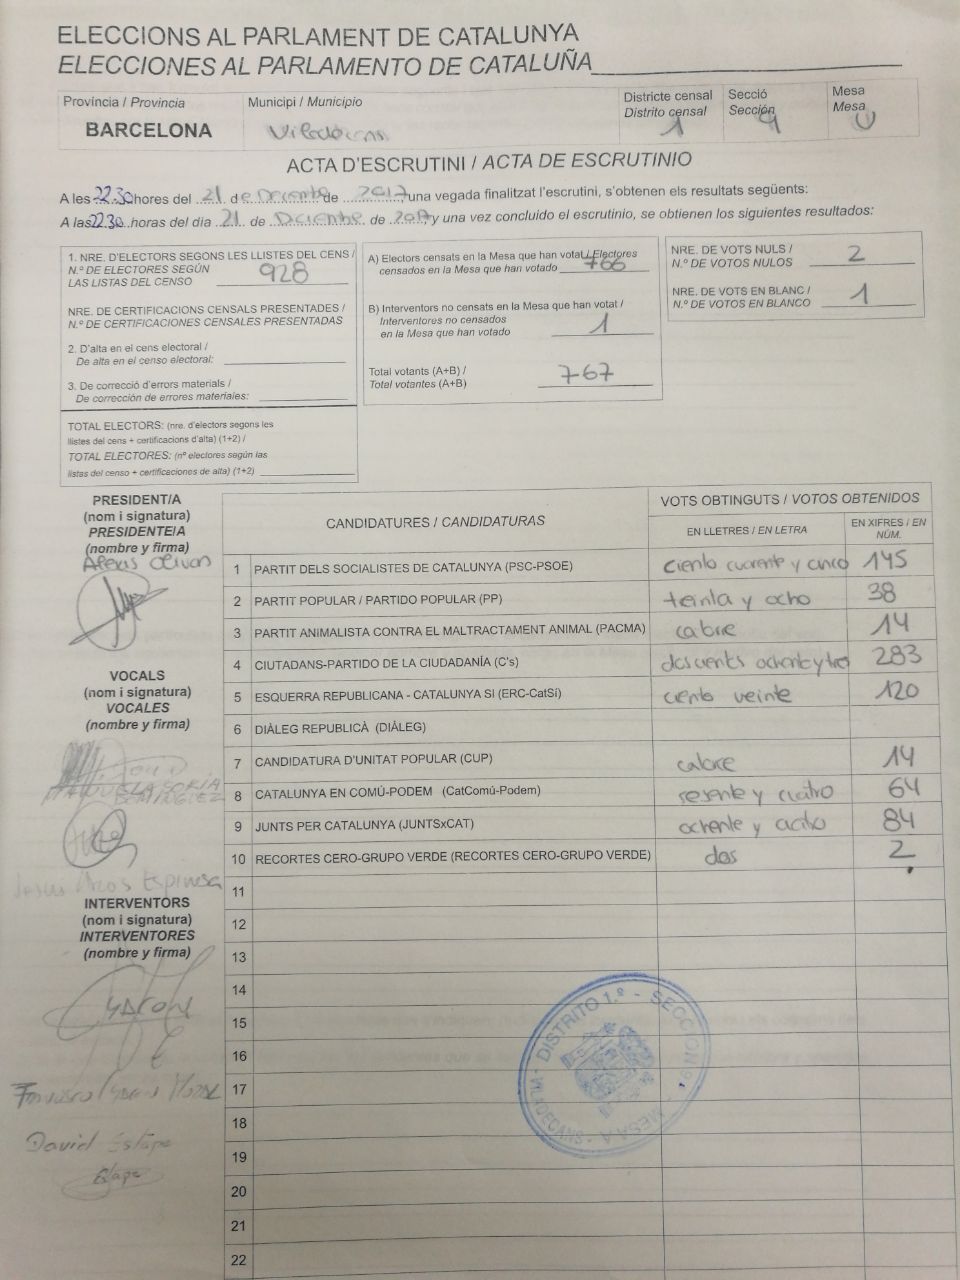 ELECCIONS AL PARLAMENT DE CATALUNYA
ELECCIONES AL PARLAMENTO DE CATALUÑA
Província / Provincia
BARCELONA
Municipi / Municipio
Viladecans
Districte censal
Distrito censal
1
Secció
Sección
9
Mesa
Mesa
U
ACTA D'ESCRUTINI / ACTA DE ESCRUTINIO
A les 22.30 hores del 21 de Deciembre de 2017, una vegada finalitzat l'escrutini, s'obtenen els resultats següents:
A las 22.30 horas del día 21 de Diciembre de 2017, y una vez concluido el escrutinio, se obtienen los siguientes resultados:
1. NRE. D'ELECTORS SEGONS LES LLISTES DEL CENS /
N.º DE ELECTORES SEGÚN
LAS LISTAS DEL CENSO 928
NRE. DE CERTIFICACIONS CENSALS PRESENTADES /
N.º DE CERTIFICACIONES CENSALES PRESENTADAS
2. D'alta en el cens electoral /
De alta en el censo electoral:
3. De correcció d'errors materials /
De corrección de errores materiales:
TOTAL ELECTORS: (nre. d'electors segons les
llistes del cens + certificacions d'alta) (1+2) /
TOTAL ELECTORES: (nº electores según las
listas del censo + certificaciones de alta) (1+2)
A) Electors censats en la Mesa que han votat / Electores
censados en la Mesa que han votado 766
B) Interventors no censats en la Mesa que han votat /
Interventores no censados
en la Mesa que han votado 1
Total votants (A+B) /
Total votantes (A+B) 767
NRE. DE VOTS NULS /
N.º DE VOTOS NULOS 2
NRE. DE VOTS EN BLANC /
N.º DE VOTOS EN BLANCO 1
PRESIDENT/A
(nom i signatura)
PRESIDENTE/A
(nombre y firma)
Alexis Olivan
VOCALS
(nom i signatura)
VOCALES
(nombre y firma)
MANUELA SORIA
DOMINGUEZ
Jesús Arcos Espinosa
INTERVENTORS
(nom i signatura)
INTERVENTORES
(nombre y firma)
Francisco
David Estape
Estape
CANDIDATURES / CANDIDATURAS
VOTS OBTINGUTS / VOTOS OBTENIDOS
EN LLETRES / EN LETRA
EN XIFRES / EN NÚM.
1 PARTIT DELS SOCIALISTES DE CATALUNYA (PSC-PSOE) ciento cuarenta y cinco 145
2 PARTIT POPULAR / PARTIDO POPULAR (PP) treinta y ocho 38
3 PARTIT ANIMALISTA CONTRA EL MALTRACTAMENT ANIMAL (PACMA) catorce 14
4 CIUTADANS-PARTIDO DE LA CIUDADANÍA (C's) doscientos ochenta y tres 283
5 ESQUERRA REPUBLICANA - CATALUNYA SI (ERC-CatSí) ciento veinte 120
6 DIÀLEG REPUBLICÀ (DIÀLEG)
7 CANDIDATURA D'UNITAT POPULAR (CUP) catorce 14
8 CATALUNYA EN COMÚ-PODEM (CatComú-Podem) sesenta y cuatro 64
9 JUNTS PER CATALUNYA (JUNTSxCAT) ochenta y cuatro 84
10 RECORTES CERO-GRUPO VERDE (RECORTES CERO-GRUPO VERDE) dos 2
11
12
13
14
15
16
17
18
19
20
21
22
DISTRITO 1.º - SECCION 9ª - MESA A - VILADECANS -